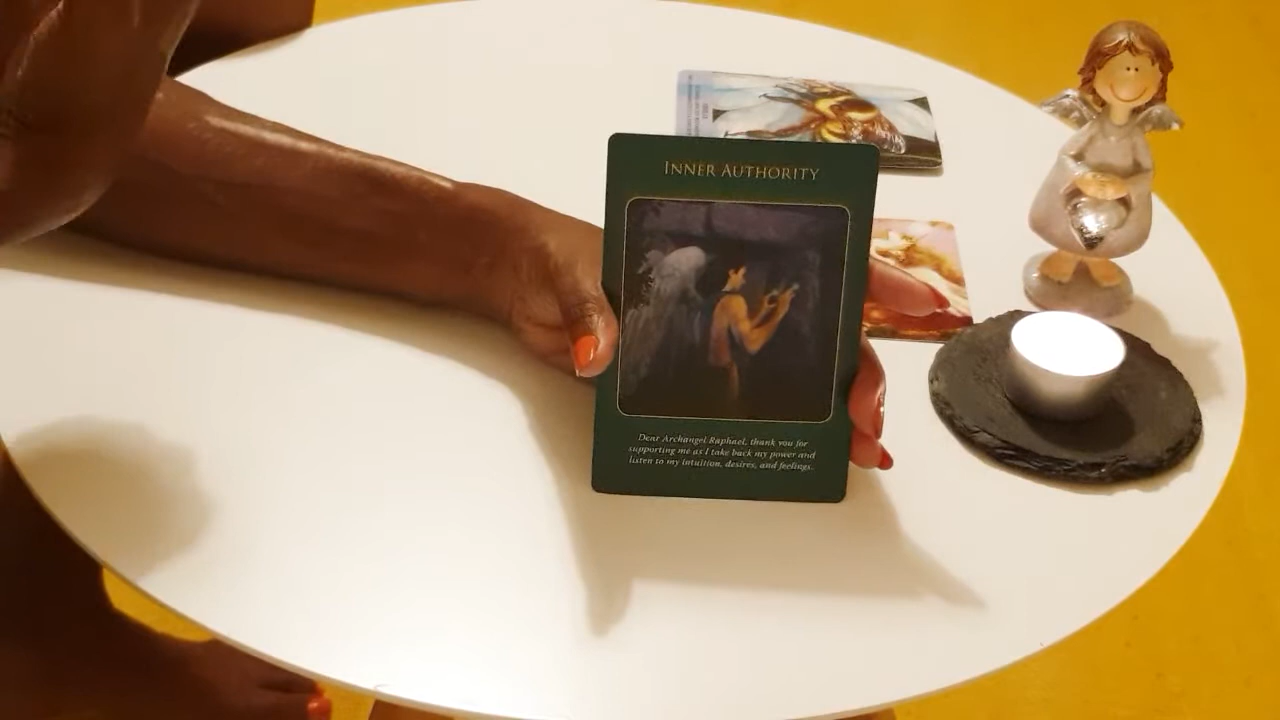 INNER AUTHORITY
Dear Archangel Raphael, thank you for
supporting me as I take back my power and
listen to my intuition, desires, and feelings.